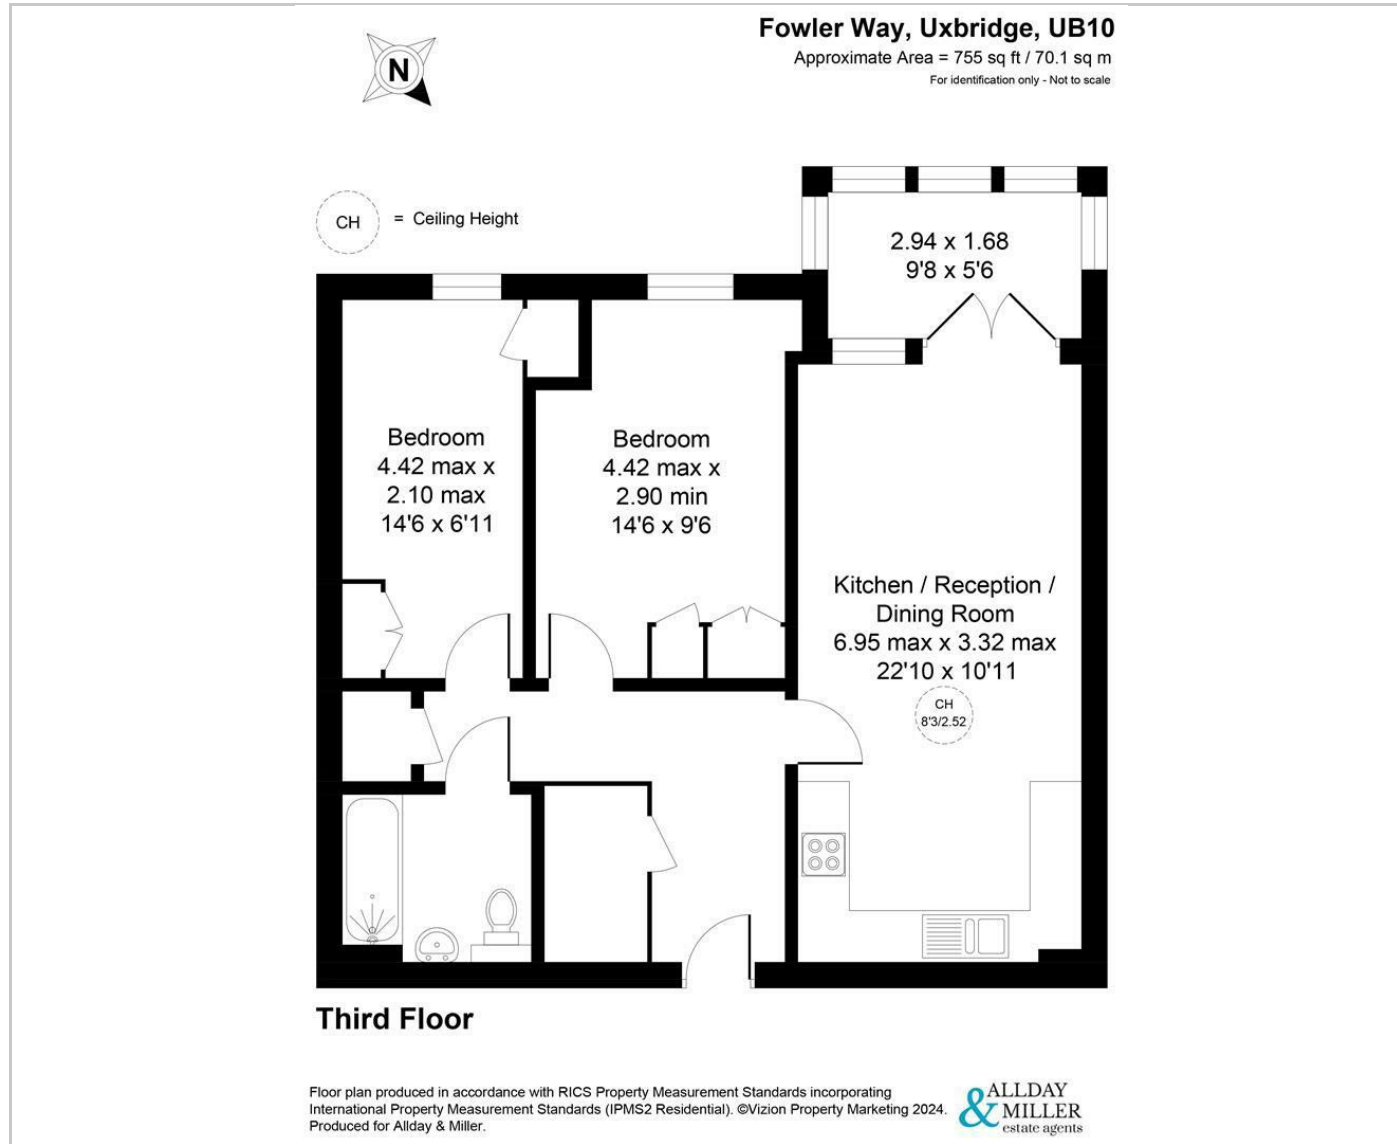 Fowler Way, Uxbridge, UB10
Approximate Area = 755 sq ft / 70.1 sq m
For identification only - Not to scale
N
CH = Ceiling Height
2.94 x 1.68
9'8 x 5'6
Bedroom
4.42 max x
2.10 max
14'6 x 6'11
Bedroom
4.42 max x
2.90 min
14'6 x 9'6
Kitchen / Reception /
Dining Room
6.95 max x 3.32 max
22'10 x 10'11
CH
8'3/2.52
Third Floor
Floor plan produced in accordance with RICS Property Measurement Standards incorporating
International Property Measurement Standards (IPMS2 Residential). ©Vizion Property Marketing 2024.
Produced for Allday & Miller.
ALLDAY
& MILLER
estate agents